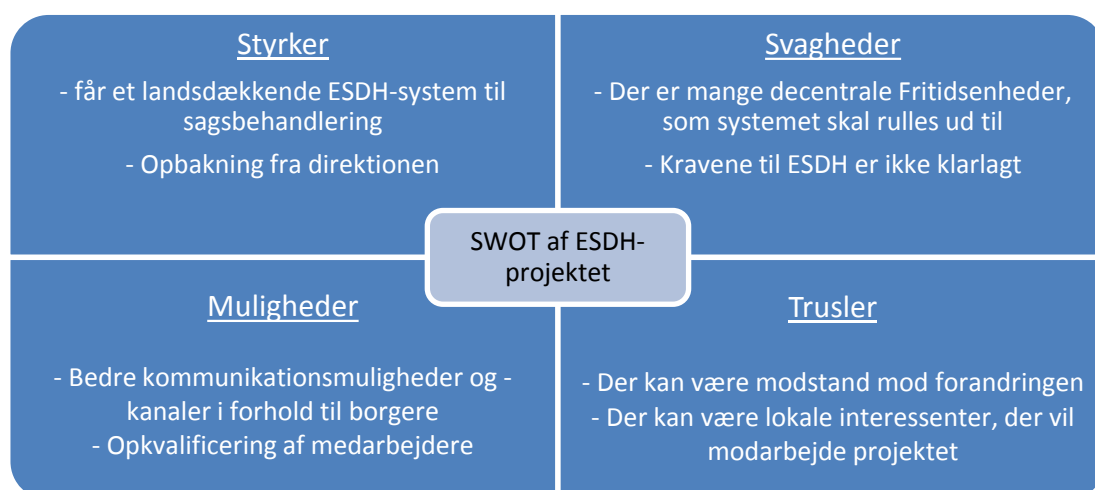 Styrker
- får et landsdækkende ESDH-system til
sagsbehandling
- Opbakning fra direktionen
Svagheder
- Der er mange decentrale Fritidsenheder,
som systemet skal rulles ud til
- Kravene til ESDH er ikke klarlagt
SWOT af ESDH-
projektet
Muligheder
- Bedre kommunikationsmuligheder og -
kanaler i forhold til borgere
- Opkvalificering af medarbejdere
Trusler
- Der kan være modstand mod forandringen
- Der kan være lokale interessenter, der vil
modarbejde projektet